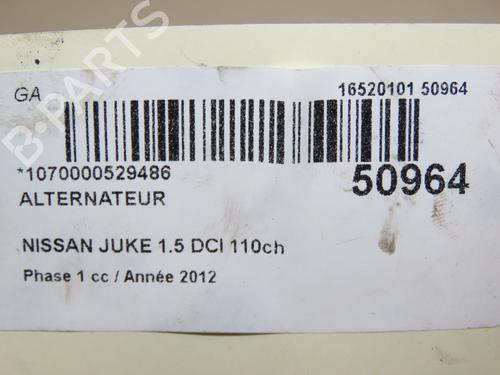 GA
16520101 50964
*1070000529486
50964
ALTERNATEUR
NISSAN JUKE 1.5 DCI 110ch
Phase 1 cc / Année 2012
B-PARTS